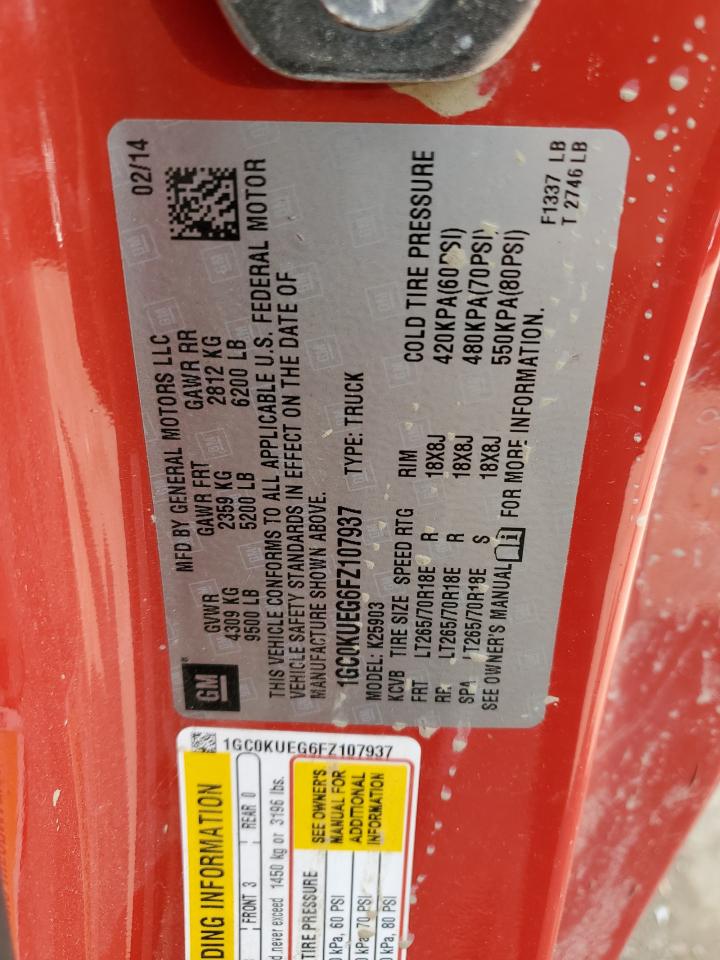 02/14
MFD BY GENERAL MOTORS LLC
GVWR GAWR FRT GAWR RR
4309 KG 2359 KG 2812 KG
9500 LB 5200 LB 6200 LB
GM
THIS VEHICLE CONFORMS TO ALL APPLICABLE U.S. FEDERAL MOTOR
VEHICLE SAFETY STANDARDS IN EFFECT ON THE DATE OF
MANUFACTURE SHOWN ABOVE.
1GC0KUEG6FZ107937 TYPE: TRUCK
MODEL: K25903
KCVB TIRE SIZE SPEED RTG RIM COLD TIRE PRESSURE
FRT LT265/70R18E R 18X8J 420KPA(60PSI)
RR LT265/70R18E R 18X8J 480KPA(70PSI)
SPA LT265/70R18E S 18X8J 550KPA(80PSI)
SEE OWNER'S MANUAL FOR MORE INFORMATION.
F1337 LB
T 2746 LB
1GC0KUEG6FZ107937
DING INFORMATION
FRONT 3 REAR 0
d never exceed 1450 kg or 3196 lbs.
TIRE PRESSURE
0 kPa, 60 PSI
0 kPa, 70 PSI
0 kPa, 80 PSI
SEE OWNER'S
MANUAL FOR
ADDITIONAL
INFORMATION